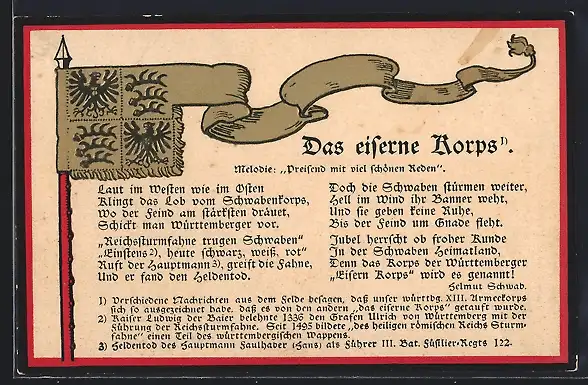 Das eiserne Korps¹).
Melodie: „Preisend mit viel schönen Reden“.
Laut im Westen wie im Osten
Klingt das Lob vom Schwabenkorps,
Wo der Feind am stärksten dräuet,
Schickt man Württemberger vor.
„Reichssturmfahne trugen Schwaben“
„Einstens²), heute schwarz, weiß, rot“
Ruft der Hauptmann³), greift die Fahne,
Und er fand den Heldentod.
Doch die Schwaben stürmen weiter,
Hell im Wind ihr Banner weht,
Und sie geben keine Ruhe,
Bis der Feind um Gnade fleht.
Jubel herrscht ob froher Kunde
In der Schwaben Heimatland,
Denn das Korps der Württemberger
„Eisern Korps“ wird es genannt!
Helmut Schwab.
1) Verschiedene Nachrichten aus dem Felde besagen, daß unser württbg. XIII. Armeekorps
sich so ausgezeichnet habe, daß es von den andern „das eiserne Korps“ getauft wurde.
2) Kaiser Ludwig der Baier belehnte 1336 den Grafen Ulrich von Württemberg mit der
Führung der Reichssturmfahne. Seit 1495 bildete „des heiligen römischen Reichs Sturm-
fahne“ einen Teil des württembergischen Wappens.
3) Heldentod des Hauptmann Faulhaber (Hans) als Führer III. Bat. Füsilier-Regts 122.